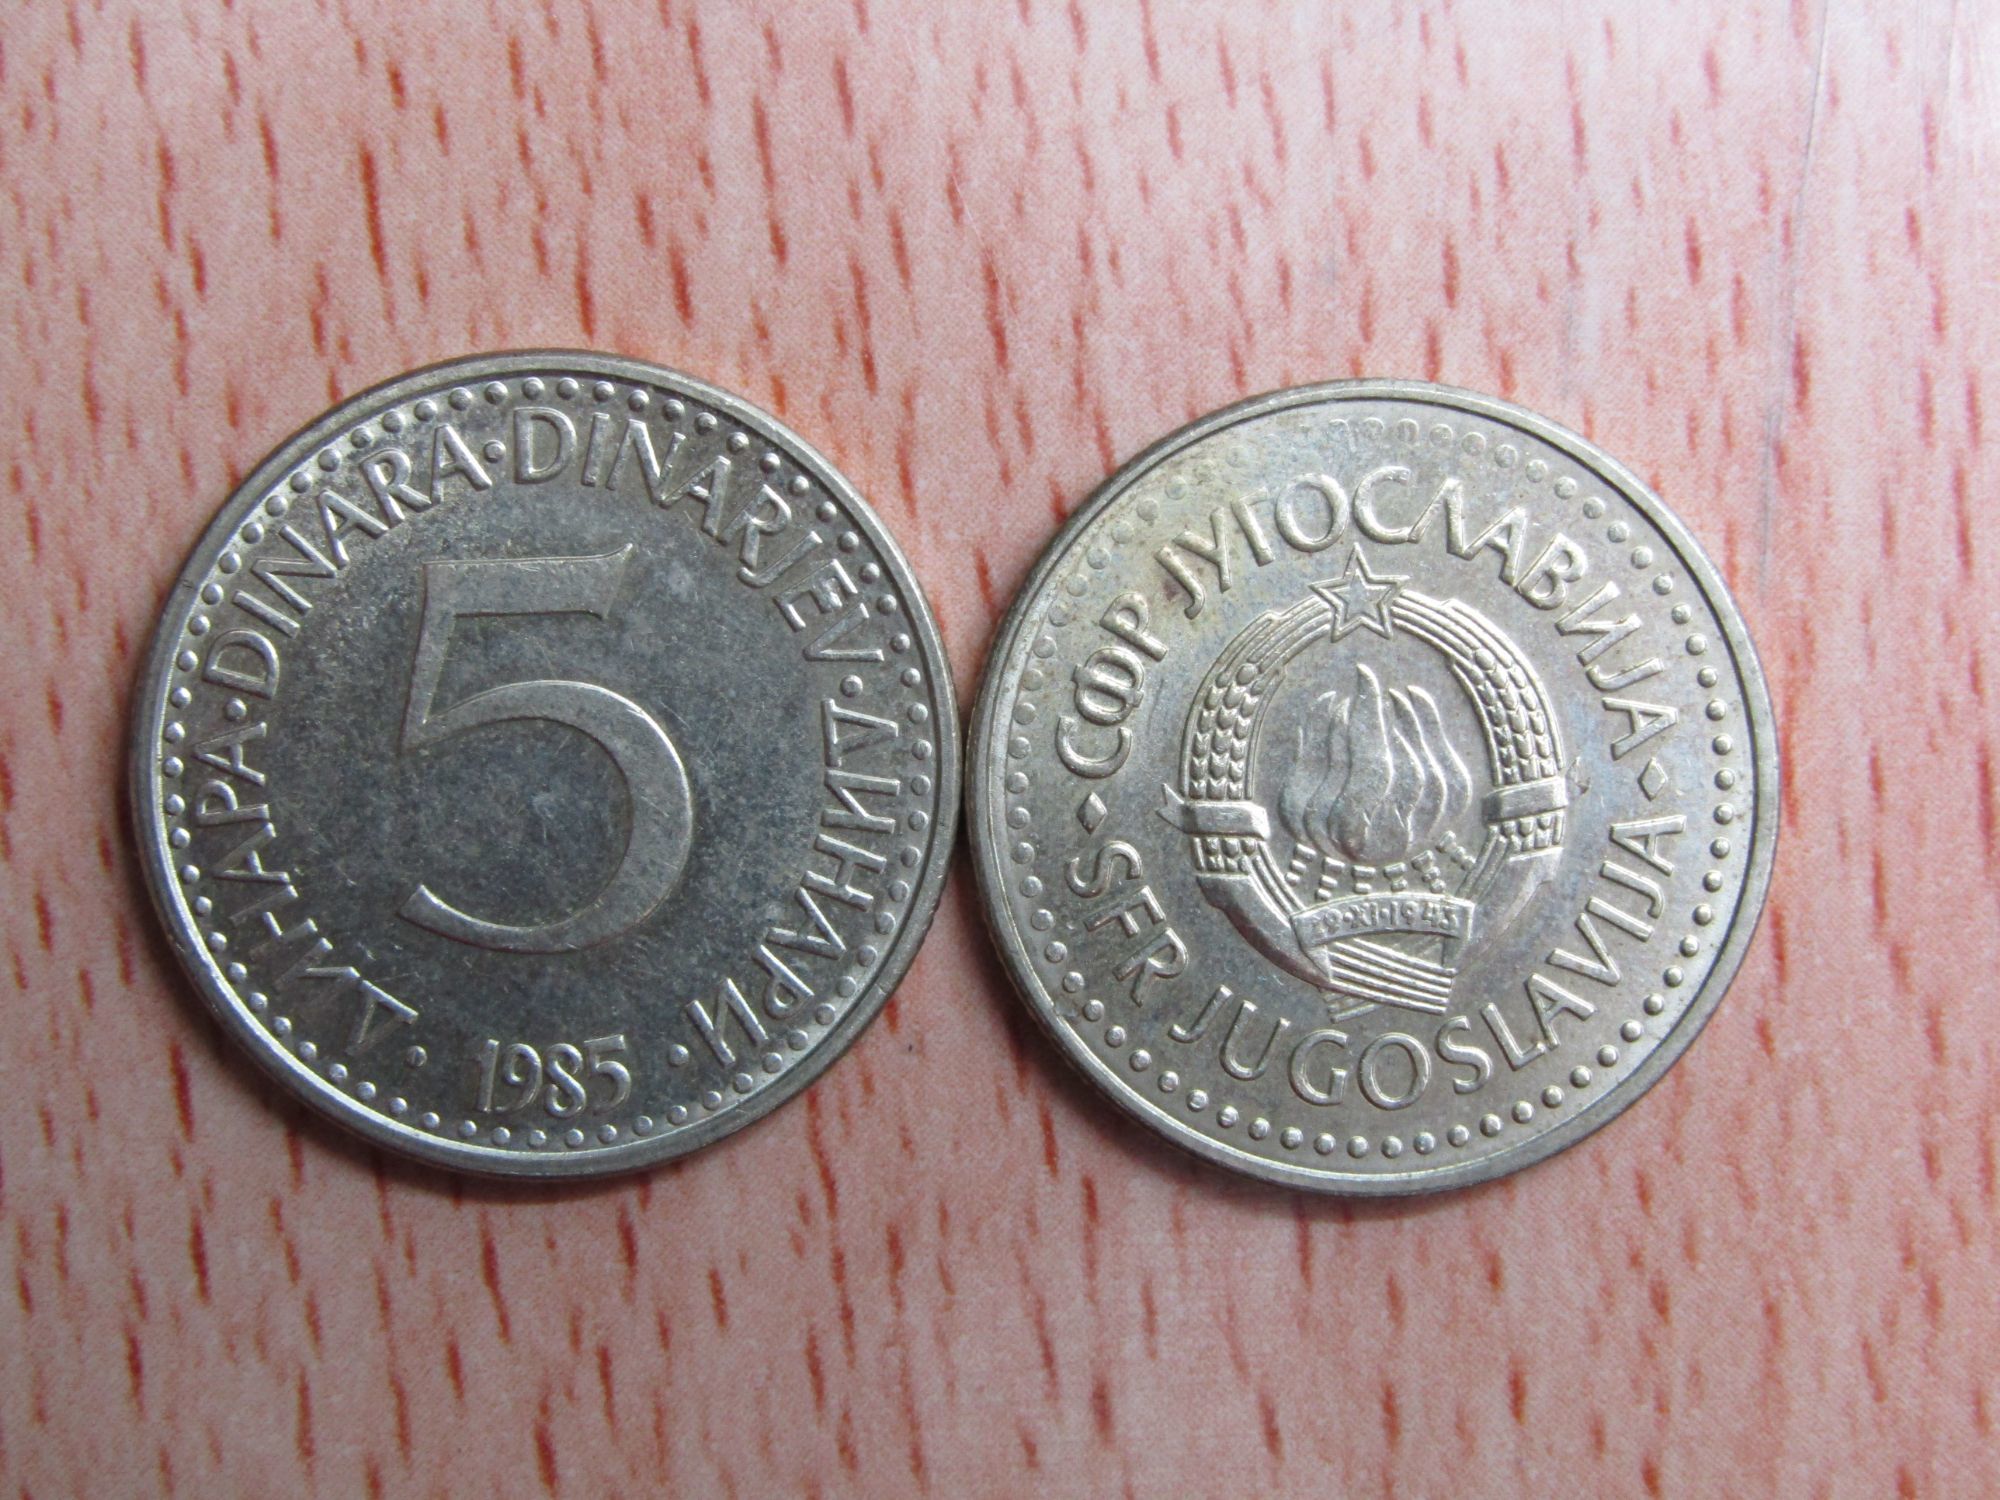 5
ДИНАРА · DINARA · DINARJEV · ДИНАРИ ·
1985
СФР ЈУГОСЛАВИЈА
SFR JUGOSLAVIJA
29·XI·1943